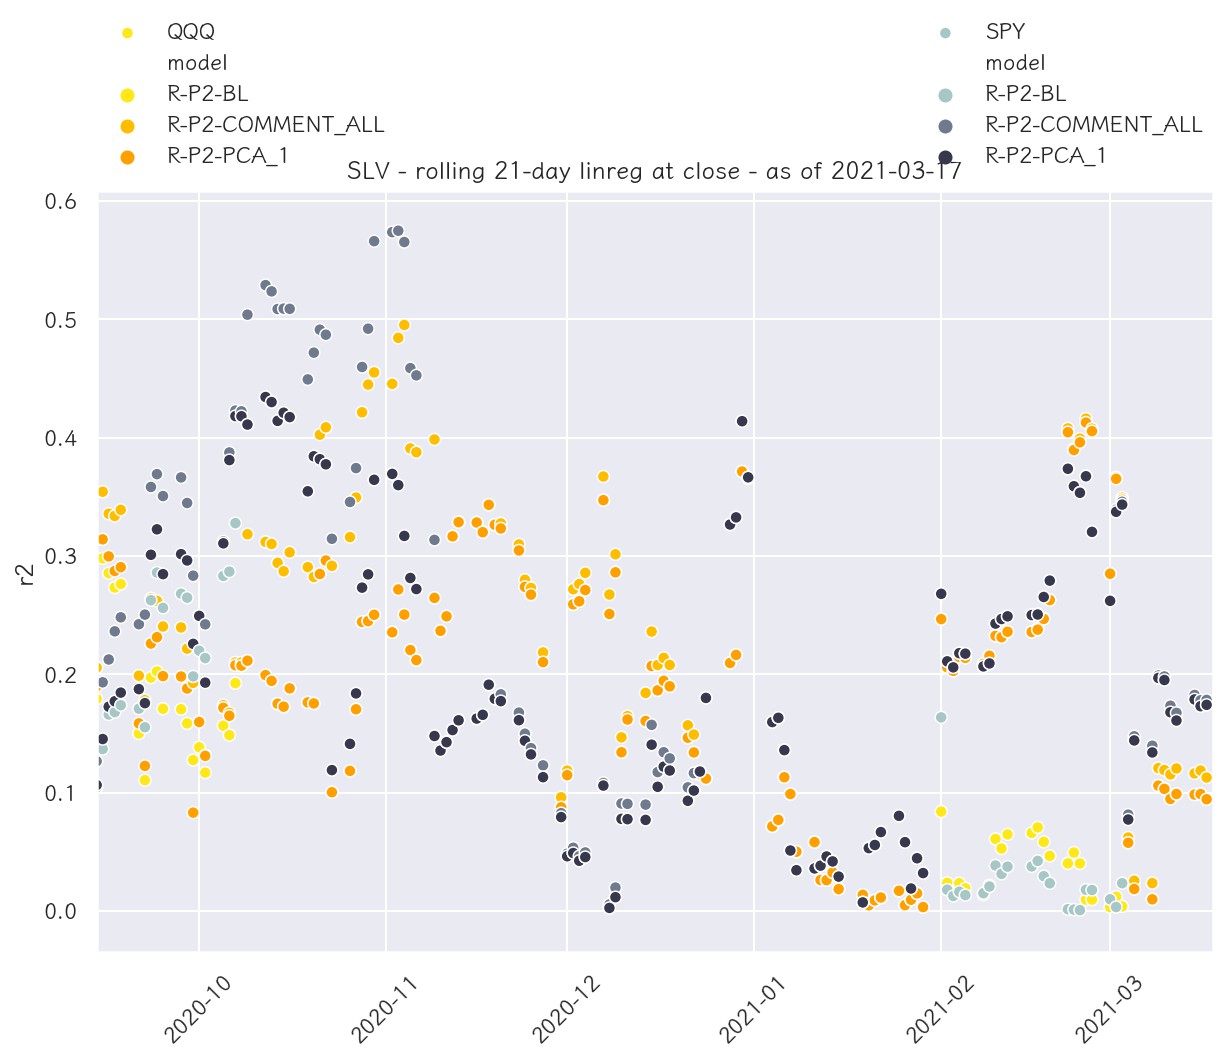 QQQ
model
R-P2-BL
R-P2-COMMENT_ALL
R-P2-PCA_1
SPY
model
R-P2-BL
R-P2-COMMENT_ALL
R-P2-PCA_1
SLV - rolling 21-day linreg at close - as of 2021-03-17
r2
0.6
0.5
0.4
0.3
0.2
0.1
0.0
2020-10
2020-11
2020-12
2021-01
2021-02
2021-03